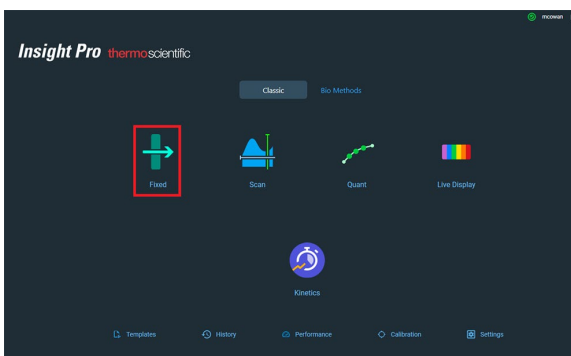 mcowan
Insight Pro thermoscientific
Classic Bio Methods
Fixed Scan Quant Live Display
Kinetics
Templates History Performance Calibration Settings